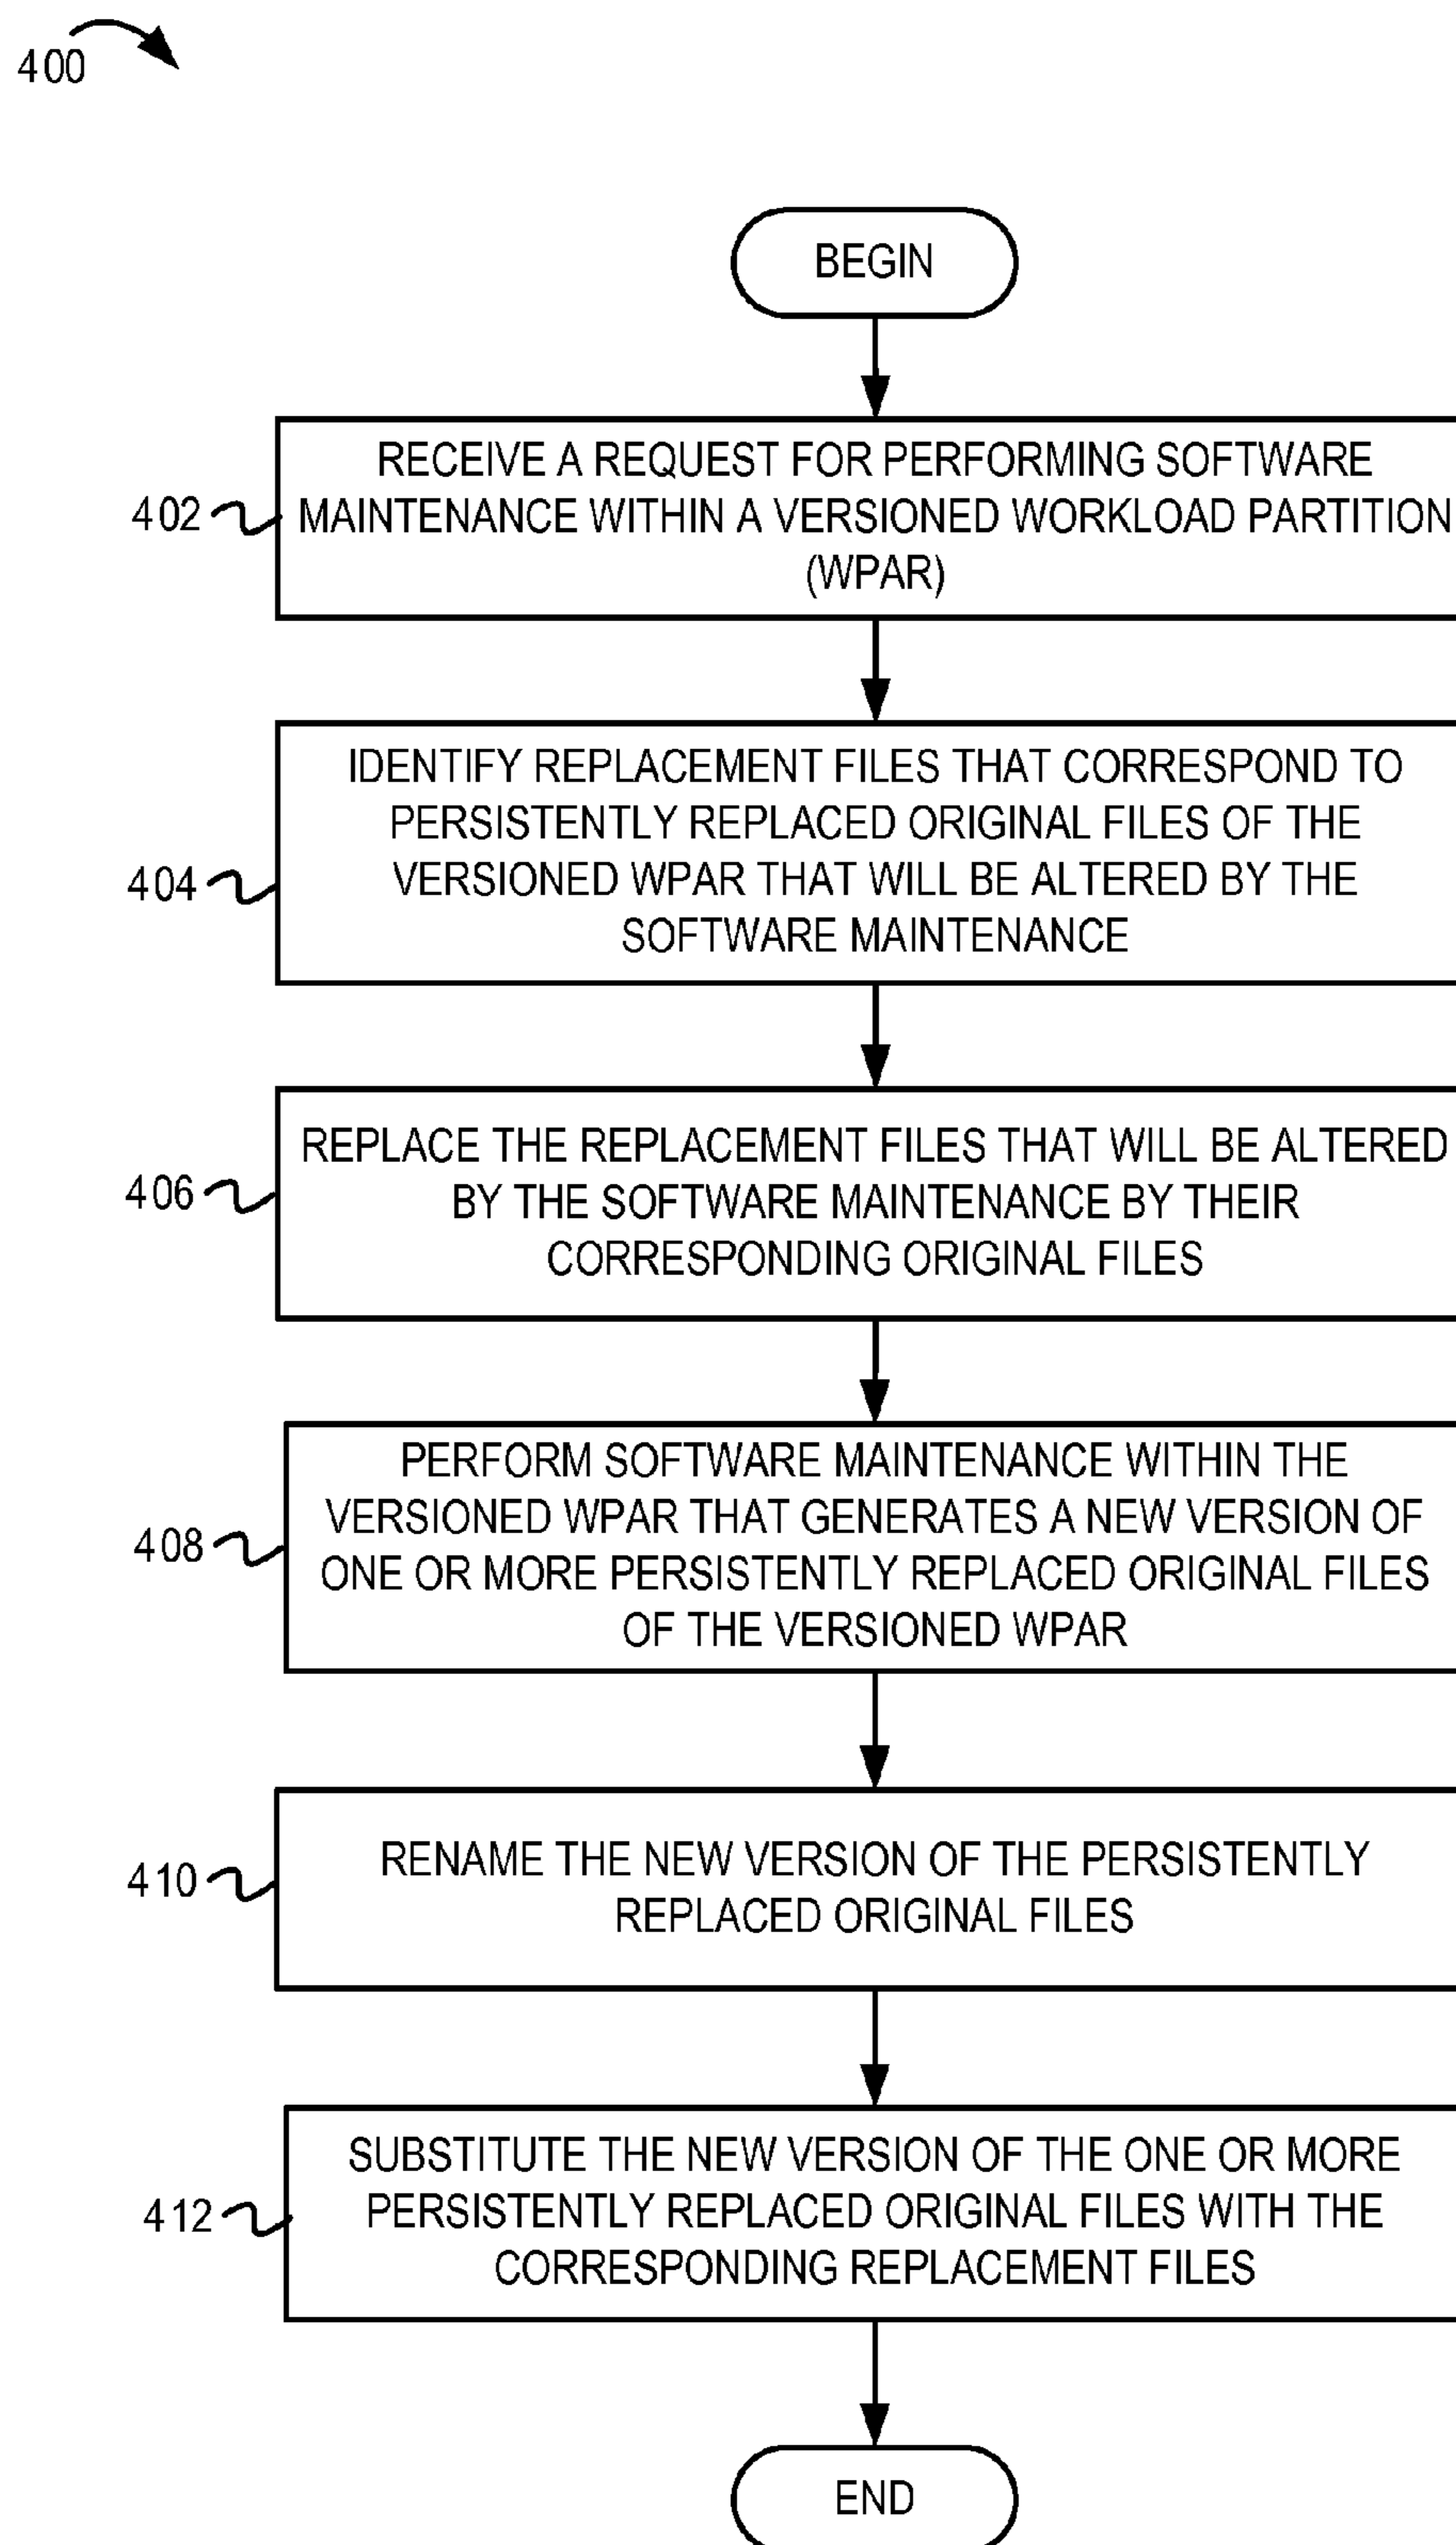 400
BEGIN
402
RECEIVE A REQUEST FOR PERFORMING SOFTWARE
MAINTENANCE WITHIN A VERSIONED WORKLOAD PARTITION
(WPAR)
404
IDENTIFY REPLACEMENT FILES THAT CORRESPOND TO
PERSISTENTLY REPLACED ORIGINAL FILES OF THE
VERSIONED WPAR THAT WILL BE ALTERED BY THE
SOFTWARE MAINTENANCE
406
REPLACE THE REPLACEMENT FILES THAT WILL BE ALTERED
BY THE SOFTWARE MAINTENANCE BY THEIR
CORRESPONDING ORIGINAL FILES
408
PERFORM SOFTWARE MAINTENANCE WITHIN THE
VERSIONED WPAR THAT GENERATES A NEW VERSION OF
ONE OR MORE PERSISTENTLY REPLACED ORIGINAL FILES
OF THE VERSIONED WPAR
410
RENAME THE NEW VERSION OF THE PERSISTENTLY
REPLACED ORIGINAL FILES
412
SUBSTITUTE THE NEW VERSION OF THE ONE OR MORE
PERSISTENTLY REPLACED ORIGINAL FILES WITH THE
CORRESPONDING REPLACEMENT FILES
END